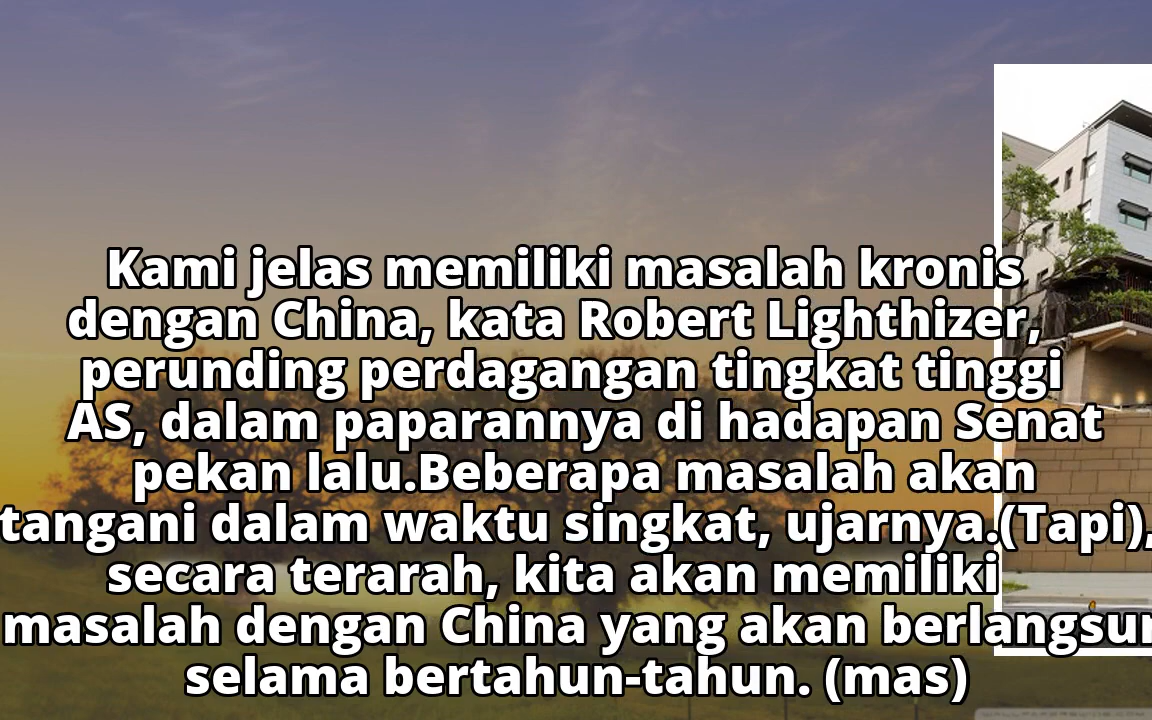 Kami jelas memiliki masalah kronis
dengan China, kata Robert Lighthizer,
perunding perdagangan tingkat tinggi
AS, dalam paparannya di hadapan Senat
pekan lalu.Beberapa masalah akan
tangani dalam waktu singkat, ujarnya.(Tapi),
secara terarah, kita akan memiliki
masalah dengan China yang akan berlangsun
selama bertahun-tahun. (mas)